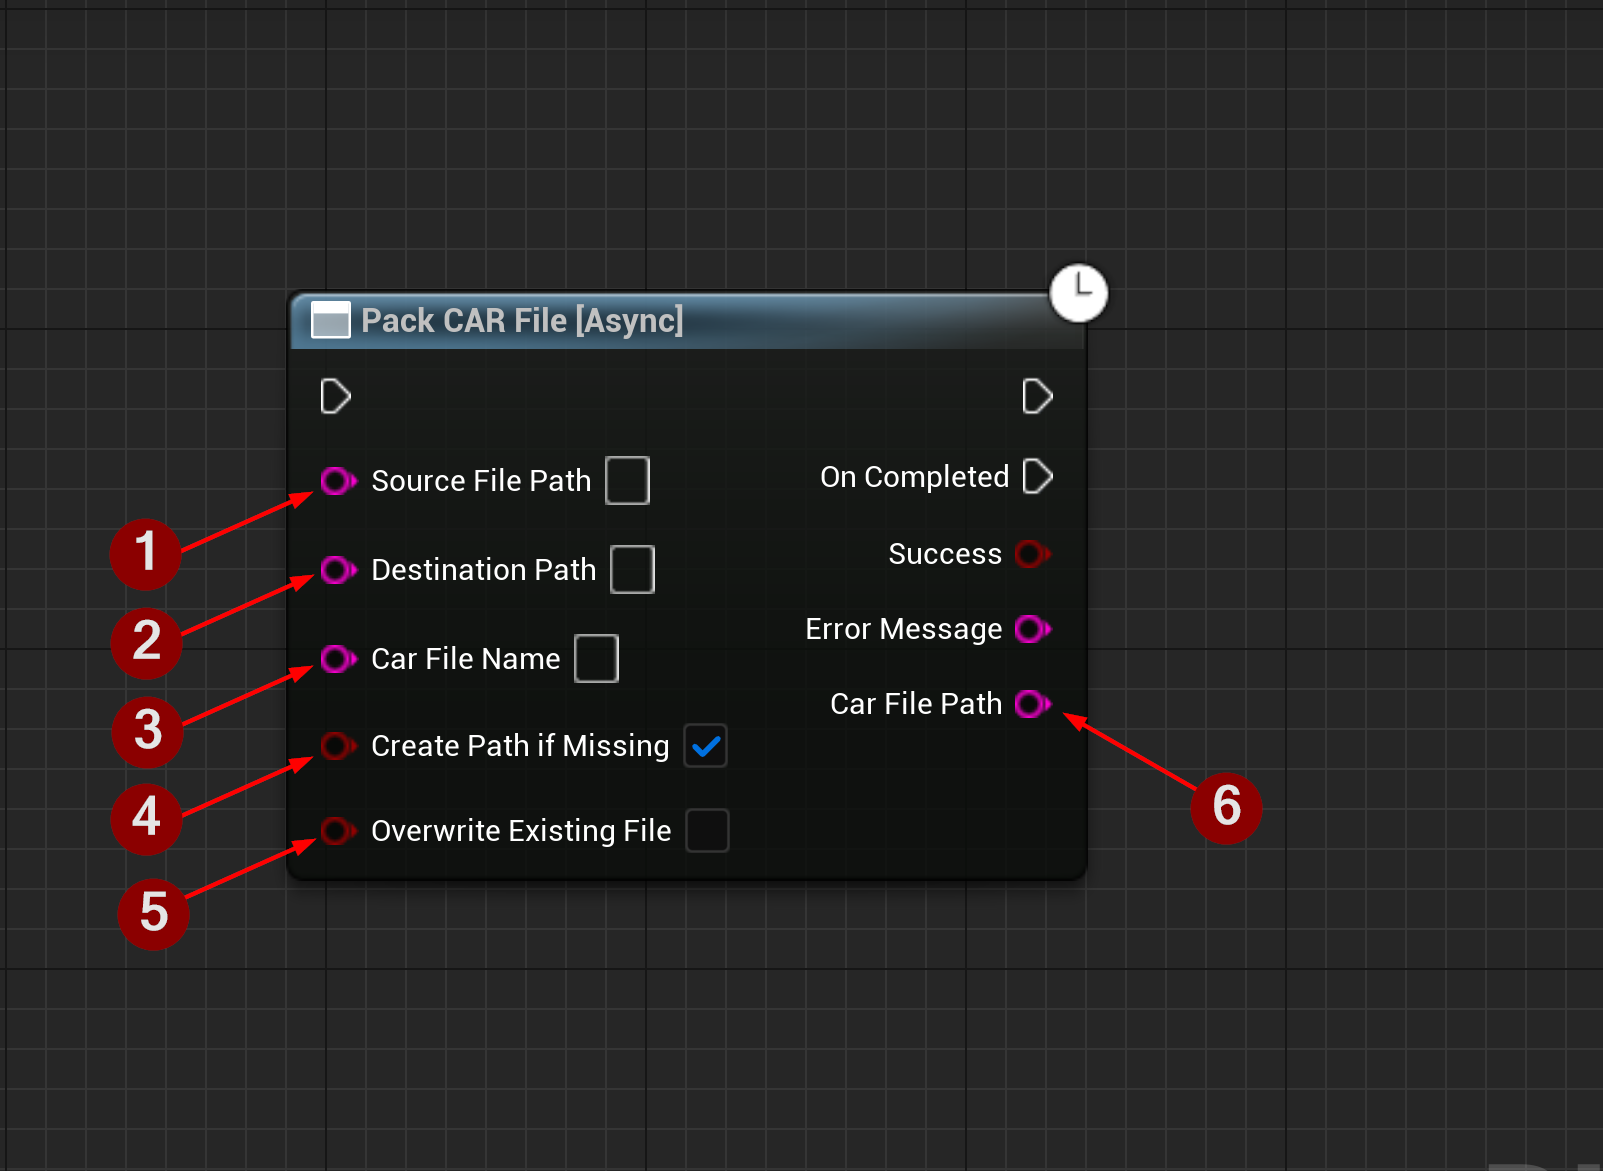 Pack CAR File [Async]
Source File Path
On Completed
Destination Path
Success
Car File Name
Error Message
Create Path if Missing
Car File Path
Overwrite Existing File
1
2
3
4
5
6